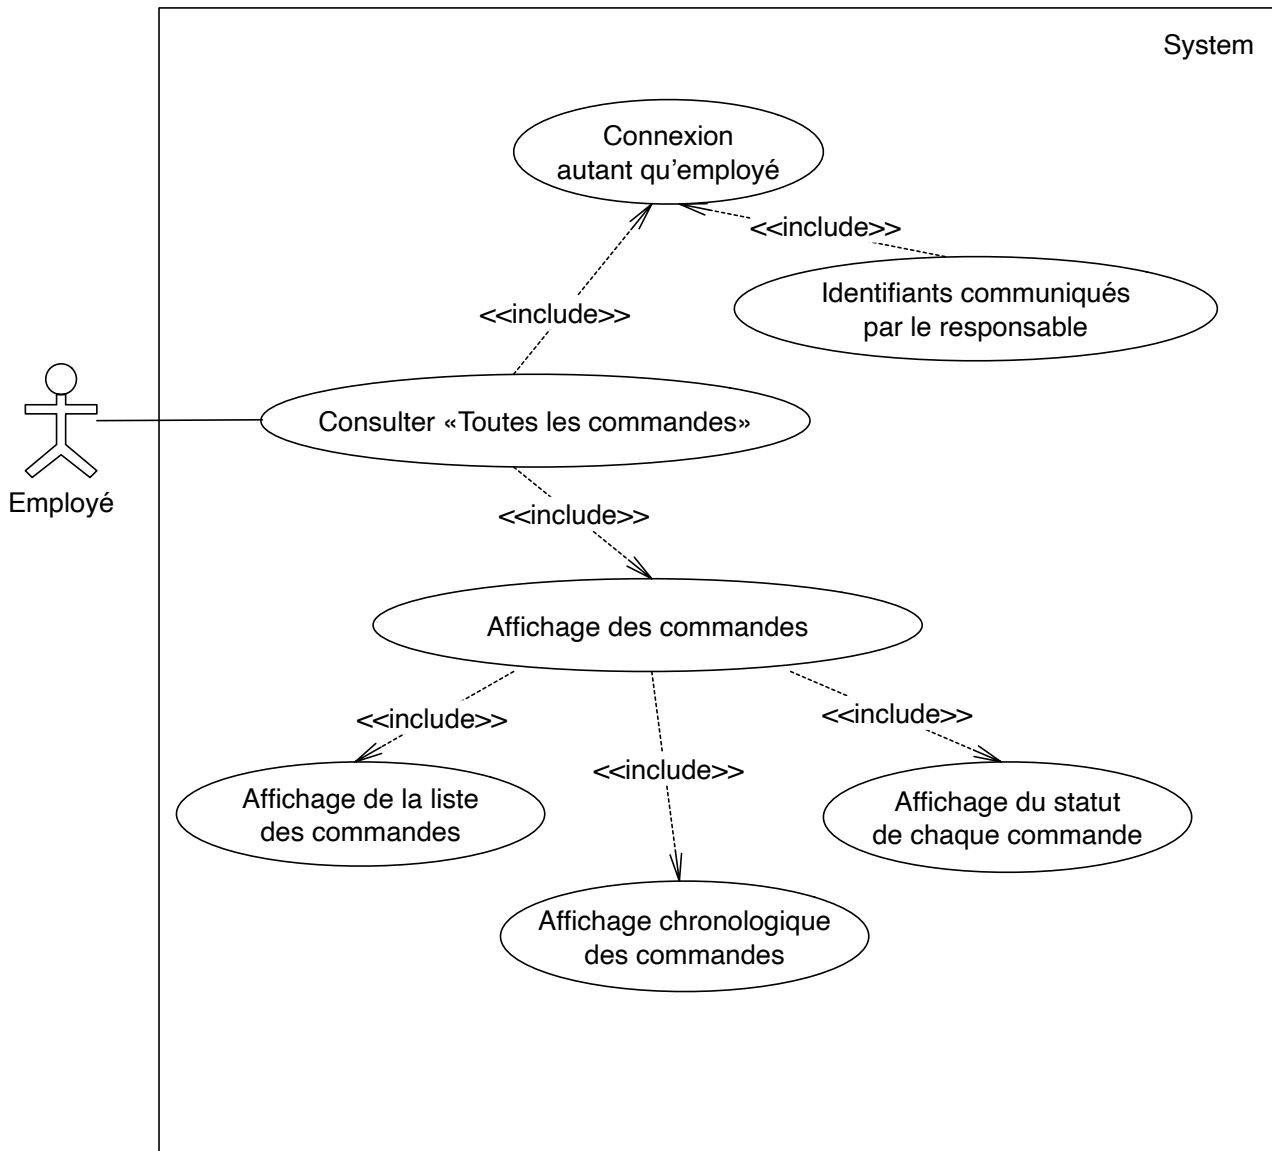 System
Connexion
autant qu’employé
<<include>>
Identifiants communiqués
par le responsable
<<include>>
Consulter «Toutes les commandes»
Employé
<<include>>
Affichage des commandes
<<include>>
<<include>>
<<include>>
Affichage de la liste
des commandes
Affichage du statut
de chaque commande
Affichage chronologique
des commandes